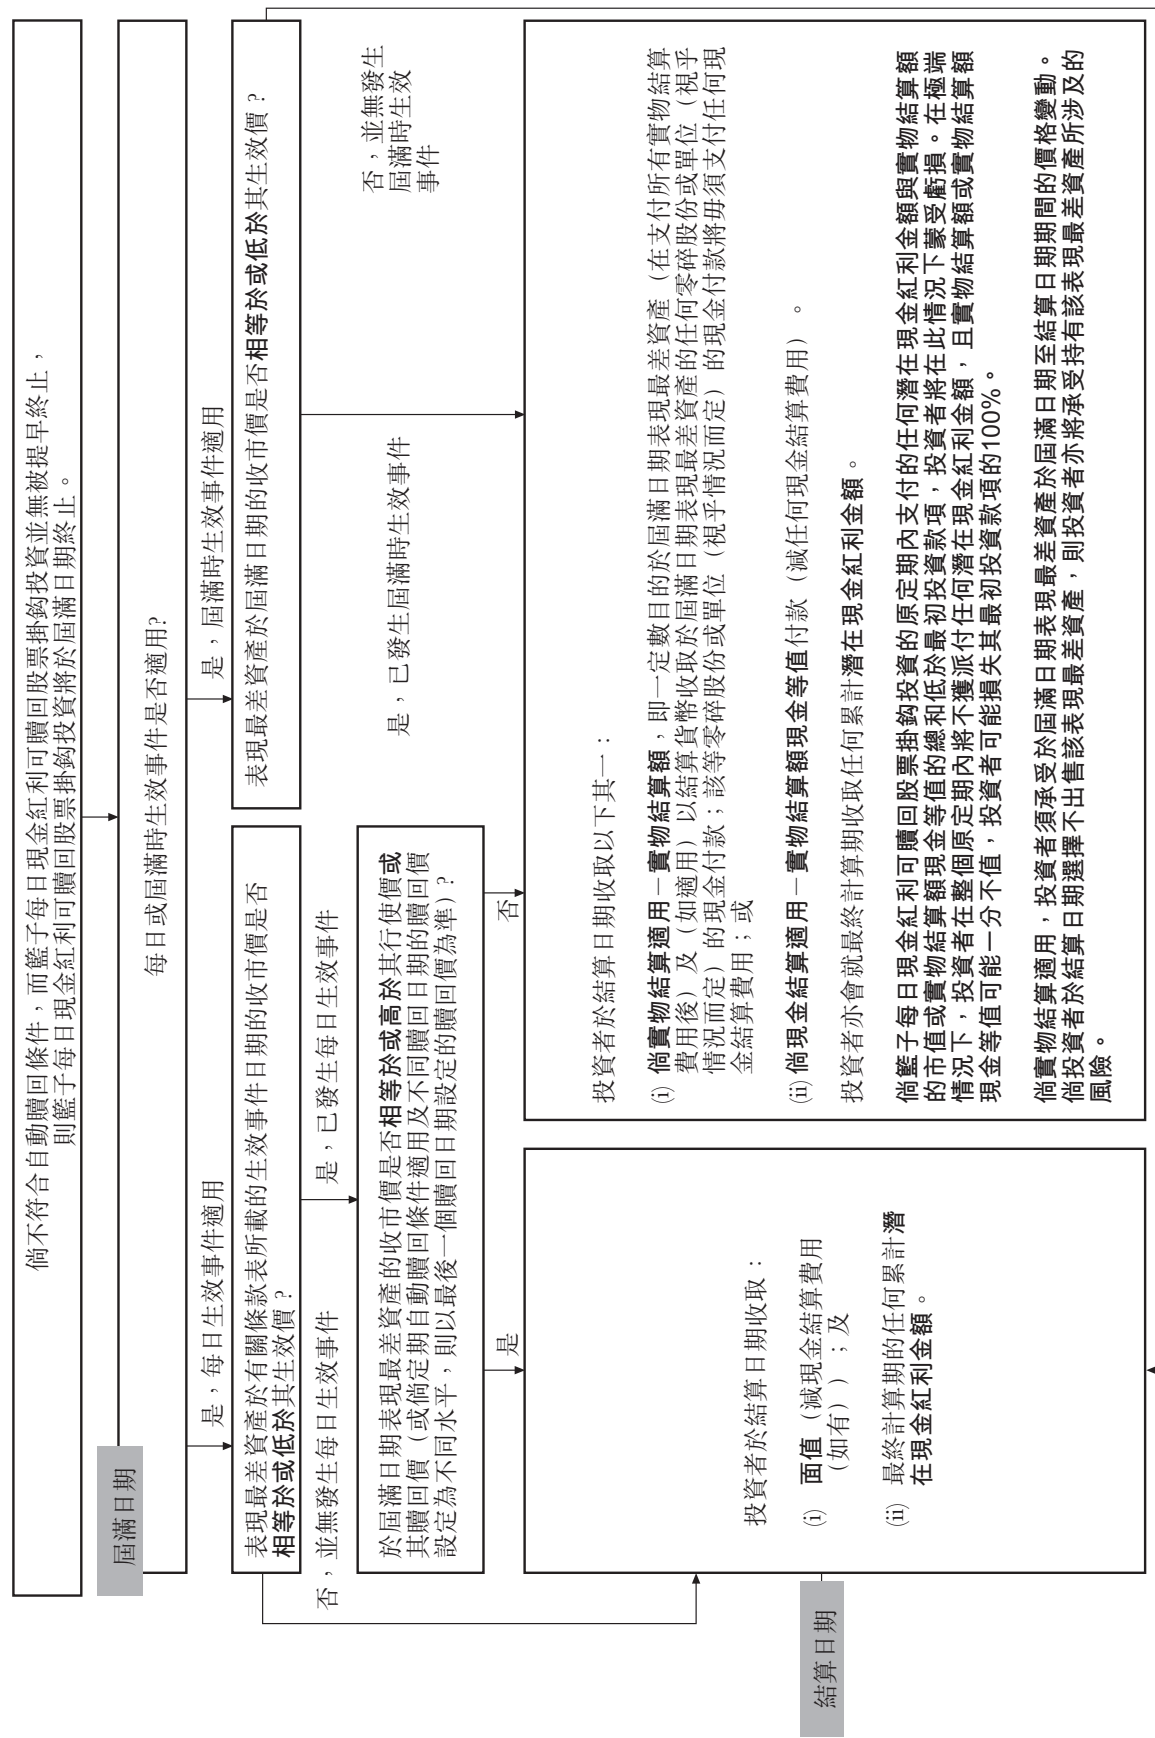 倘不符合自動贖回條件，而籃子每日現金紅利可贖回股票掛鈎投資並無被提早終止，
則籃子每日現金紅利可贖回股票掛鈎投資將於屆滿日期終止。
屆滿日期
每日或屆滿時生效事件是否適用?
是，每日生效事件適用
是，屆滿時生效事件適用
表現最差資產於有關條款表所載的生效事件日期的收市價是否
相等於或低於其生效價？
表現最差資產於屆滿日期的收市價是否相等於或低於其生效價？
否，並無發生每日生效事件
是，已發生每日生效事件
是，已發生屆滿時生效事件
否，並無發生
屆滿時生效
事件
於屆滿日期表現最差資產的收市價是否相等於或高於其行使價或
其贖回價（或倘定期自動贖回條件適用及不同贖回日期的贖回價
設定為不同水平，則以最後一個贖回日期設定的贖回價為準）？
是
否
結算日期
投資者於結算日期收取：
(i) 面值（減現金結算費用
（如有））；及
(ii) 最終計算期的任何累計潛
在現金紅利金額。
投資者於結算日期收取以下其一：
(i) 倘實物結算適用－實物結算額，即一定數目的於屆滿日期表現最差資產（在支付所有實物結算
費用後）及（如適用）以結算貨幣收取於屆滿日期表現最差資產的任何零碎股份或單位（視乎
情況而定）的現金付款；該等零碎股份或單位（視乎情況而定）的現金付款將毋須支付任何現
金結算費用；或
(ii) 倘現金結算適用－實物結算額現金等值付款（減任何現金結算費用）。
投資者亦會就最終計算期收取任何累計潛在現金紅利金額。
倘籃子每日現金紅利可贖回股票掛鈎投資的原定期內支付的任何潛在現金紅利金額與實物結算額
的市值或實物結算額現金等值的總和低於最初投資款項，投資者將在此情況下蒙受虧損。在極端
情況下，投資者在整個原定期內將不獲派付任何潛在現金紅利金額，且實物結算額或實物結算額
現金等值可能一分不值，投資者可能損失其最初投資款項的100%。
倘實物結算適用，投資者須承受於屆滿日期表現最差資產於屆滿日期至結算日期期間的價格變動。
倘投資者於結算日期選擇不出售該表現最差資產，則投資者亦將承受持有該表現最差資產所涉及的
風險。